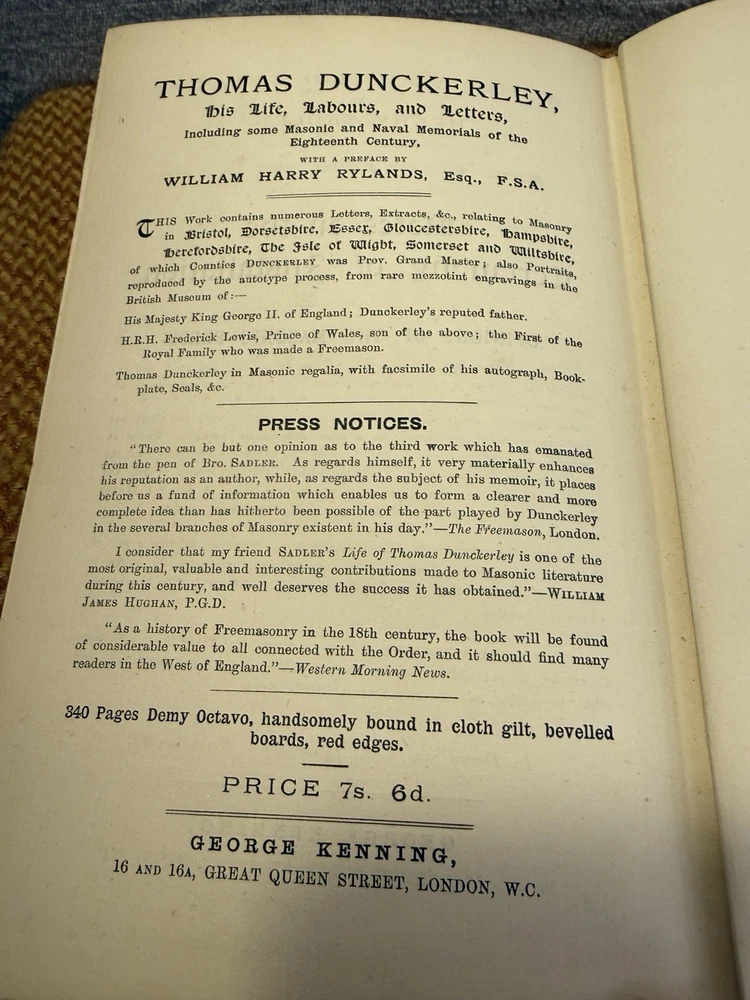 THOMAS DUNCKERLEY,
His Life, Labours, and Letters,
Including some Masonic and Naval Memorials of the
Eighteenth Century,
WITH A PREFACE BY
WILLIAM HARRY RYLANDS, Esq., F.S.A.
THIS Work contains numerous Letters, Extracts, &c., relating to Masonry
in Bristol, Dorsetshire, Essex, Gloucestershire, Hampshire,
Herefordshire, The Isle of Wight, Somerset and Wiltshire,
of which Counties DUNCKERLEY was Prov. Grand Master; also Portraits,
reproduced by the autotype process, from rare mezzotint engravings in the
British Museum of:—
His Majesty King George II. of England; Dunckerley's reputed father.
H.R.H. Frederick Lewis, Prince of Wales, son of the above; the First of the
Royal Family who was made a Freemason.
Thomas Dunckerley in Masonic regalia, with facsimile of his autograph, Book-
plate, Seals, &c.
PRESS NOTICES.
"There can be but one opinion as to the third work which has emanated
from the pen of Bro. SADLER. As regards himself, it very materially enhances
his reputation as an author, while, as regards the subject of his memoir, it places
before us a fund of information which enables us to form a clearer and more
complete idea than has hitherto been possible of the part played by Dunckerley
in the several branches of Masonry existent in his day."—The Freemason, London.
I consider that my friend SADLER'S Life of Thomas Dunckerley is one of the
most original, valuable and interesting contributions made to Masonic literature
during this century, and well deserves the success it has obtained."—WILLIAM
JAMES HUGHAN, P.G.D.
"As a history of Freemasonry in the 18th century, the book will be found
of considerable value to all connected with the Order, and it should find many
readers in the West of England."—Western Morning News.
340 Pages Demy Octavo, handsomely bound in cloth gilt, bevelled
boards, red edges.
PRICE 7s. 6d.
GEORGE KENNING,
16 AND 16A, GREAT QUEEN STREET, LONDON, W.C.